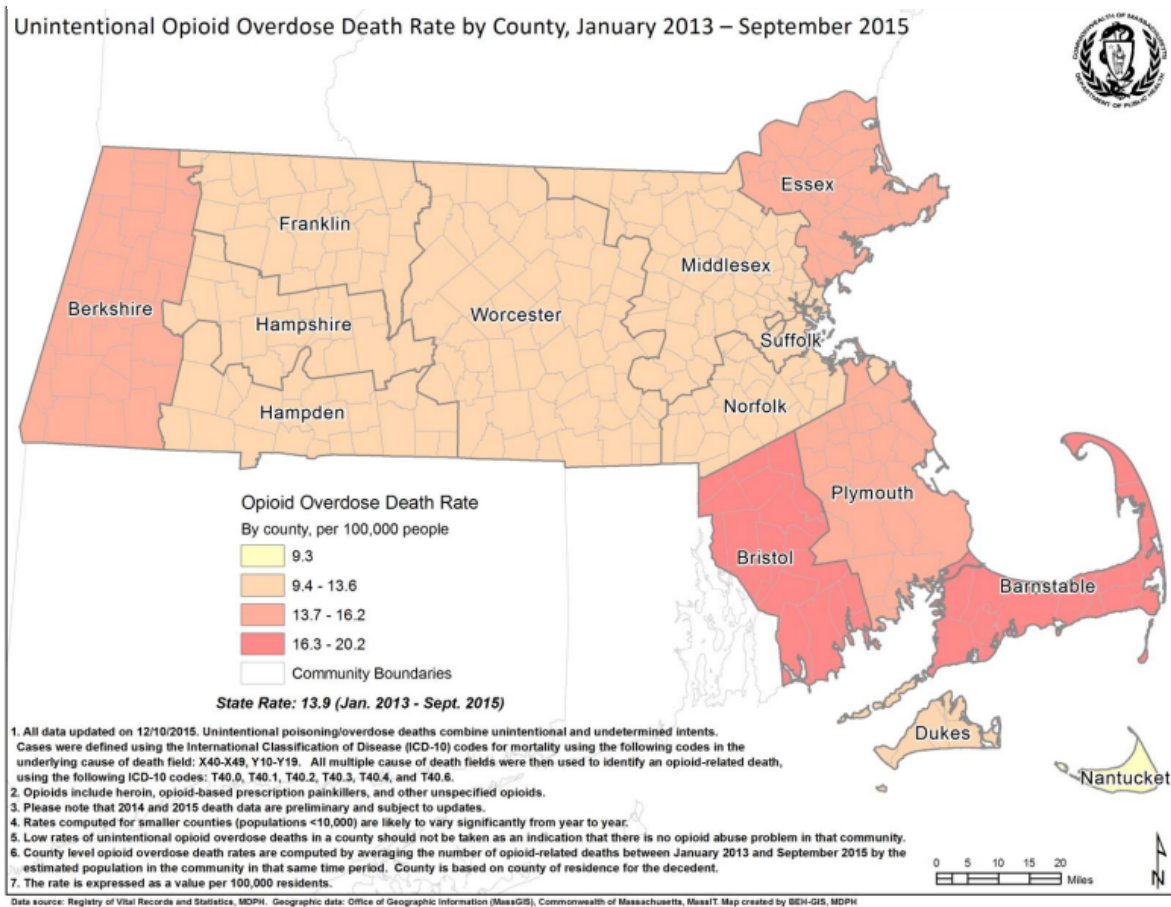 Unintentional Opioid Overdose Death Rate by County, January 2013 – September 2015
COMMONWEALTH OF MASSACHUSETTS
DEPARTMENT OF PUBLIC HEALTH
Essex
Franklin
Middlesex
Berkshire
Hampshire
Worcester
Suffolk
Hampden
Norfolk
Plymouth
Bristol
Barnstable
Dukes
Nantucket
Opioid Overdose Death Rate
By county, per 100,000 people
9.3
9.4 - 13.6
13.7 - 16.2
16.3 - 20.2
Community Boundaries
State Rate: 13.9 (Jan. 2013 - Sept. 2015)
1. All data updated on 12/10/2015. Unintentional poisoning/overdose deaths combine unintentional and undetermined intents.
Cases were defined using the International Classification of Disease (ICD-10) codes for mortality using the following codes in the
underlying cause of death field: X40-X49, Y10-Y19. All multiple cause of death fields were then used to identify an opioid-related death,
using the following ICD-10 codes: T40.0, T40.1, T40.2, T40.3, T40.4, and T40.6.
2. Opioids include heroin, opioid-based prescription painkillers, and other unspecified opioids.
3. Please note that 2014 and 2015 death data are preliminary and subject to updates.
4. Rates computed for smaller counties (populations <10,000) are likely to vary significantly from year to year.
5. Low rates of unintentional opioid overdose deaths in a county should not be taken as an indication that there is no opioid abuse problem in that community.
6. County level opioid overdose death rates are computed by averaging the number of opioid-related deaths between January 2013 and September 2015 by the
estimated population in the community in that same time period. County is based on county of residence for the decedent.
7. The rate is expressed as a value per 100,000 residents.
N
0 5 10 15 20
Miles
Data source: Registry of Vital Records and Statistics, MDPH. Geographic data: Office of Geographic Information (MassGIS), Commonwealth of Massachusetts, MassIT. Map created by BEH-GIS, MDPH